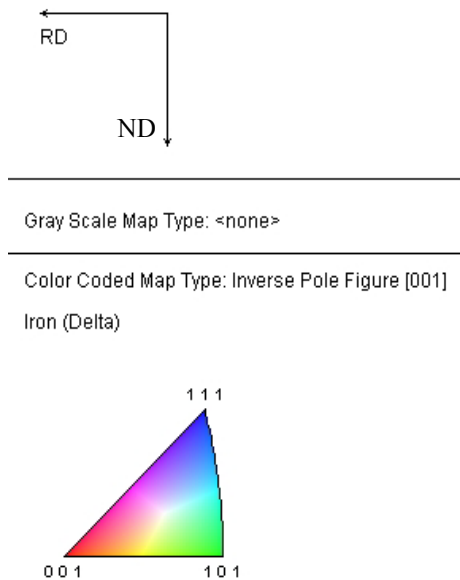 RD
ND
Gray Scale Map Type: <none>
Color Coded Map Type: Inverse Pole Figure [001]
Iron (Delta)
1 1 1
0 0 1
1 0 1